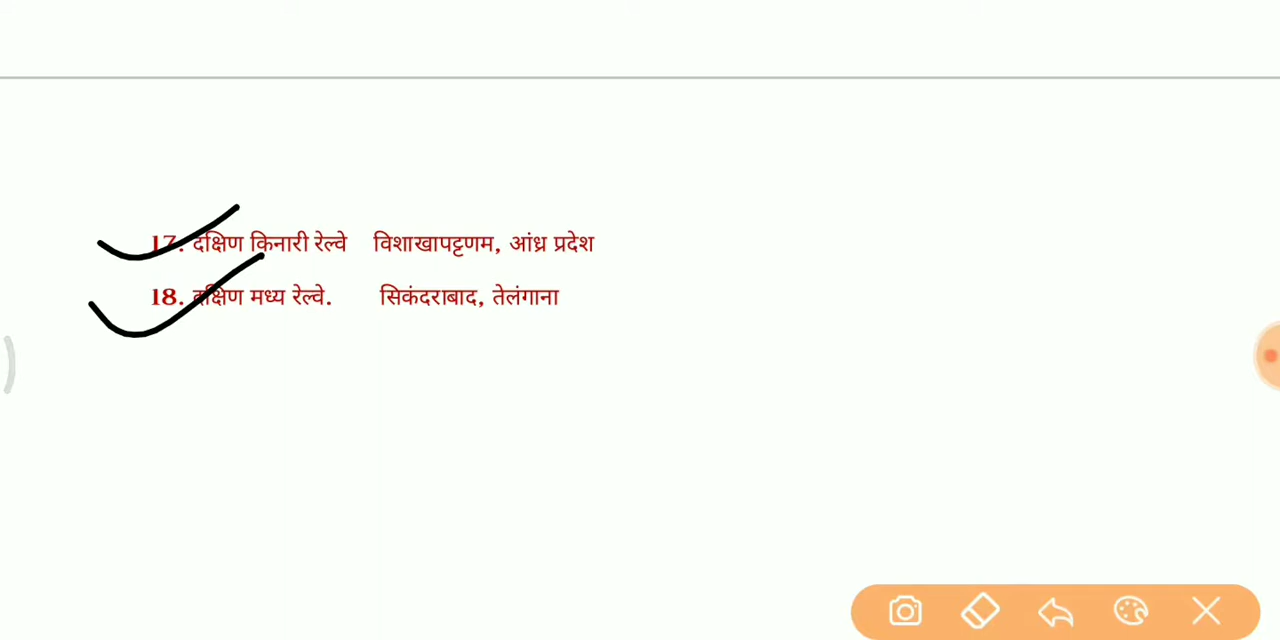 17. दक्षिण किनारी रेल्वे विशाखापट्टणम, आंध्र प्रदेश
18. दक्षिण मध्य रेल्वे. सिकंदराबाद, तेलंगाना